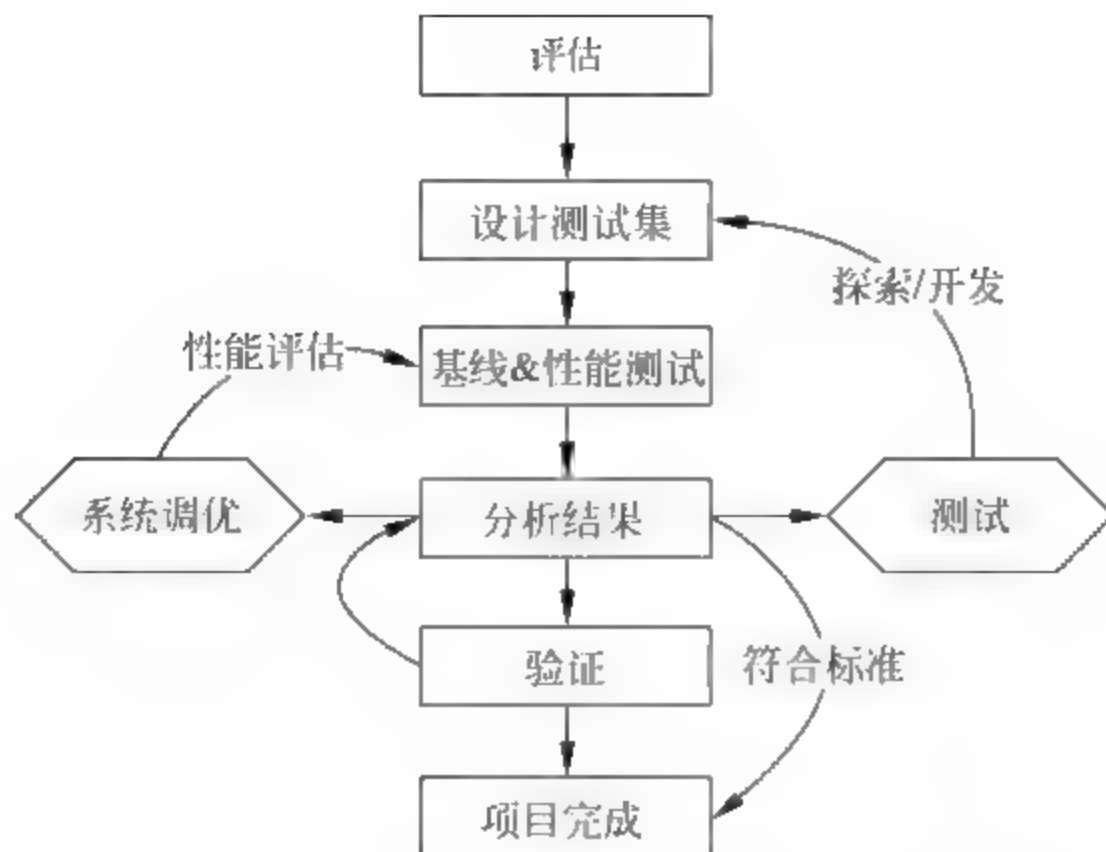 评估
设计测试集
探索/开发
性能评估
基线&性能测试
系统调优
分析结果
测试
验证
符合标准
项目完成